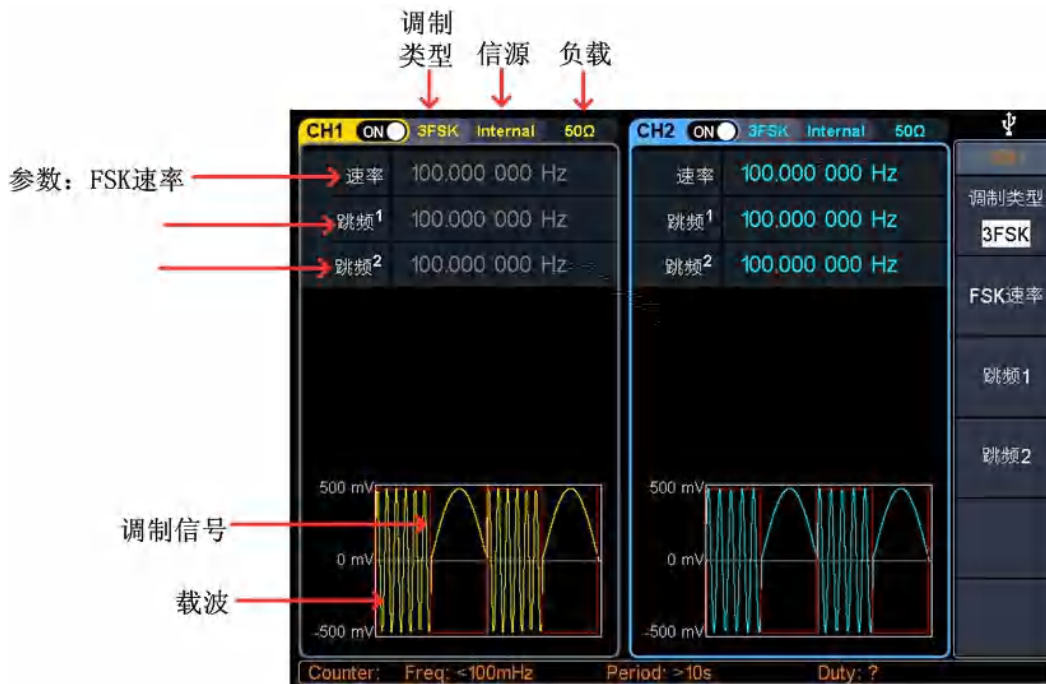 调制
类型
信源
负载
CH1 ON 3FSK Internal 50Ω
CH2 ON 3FSK Internal 50Ω
参数: FSK速率
速率 100.000 000 Hz
跳频1 100.000 000 Hz
跳频2 100.000 000 Hz
速率 100.000 000 Hz
跳频1 100.000 000 Hz
跳频2 100.000 000 Hz
调制类型
3FSK
FSK速率
跳频1
跳频2
调制信号
载波
500 mV
0 mV
-500 mV
500 mV
0 mV
-500 mV
Counter: Freq: <100mHz Period: >10s Duty: ?